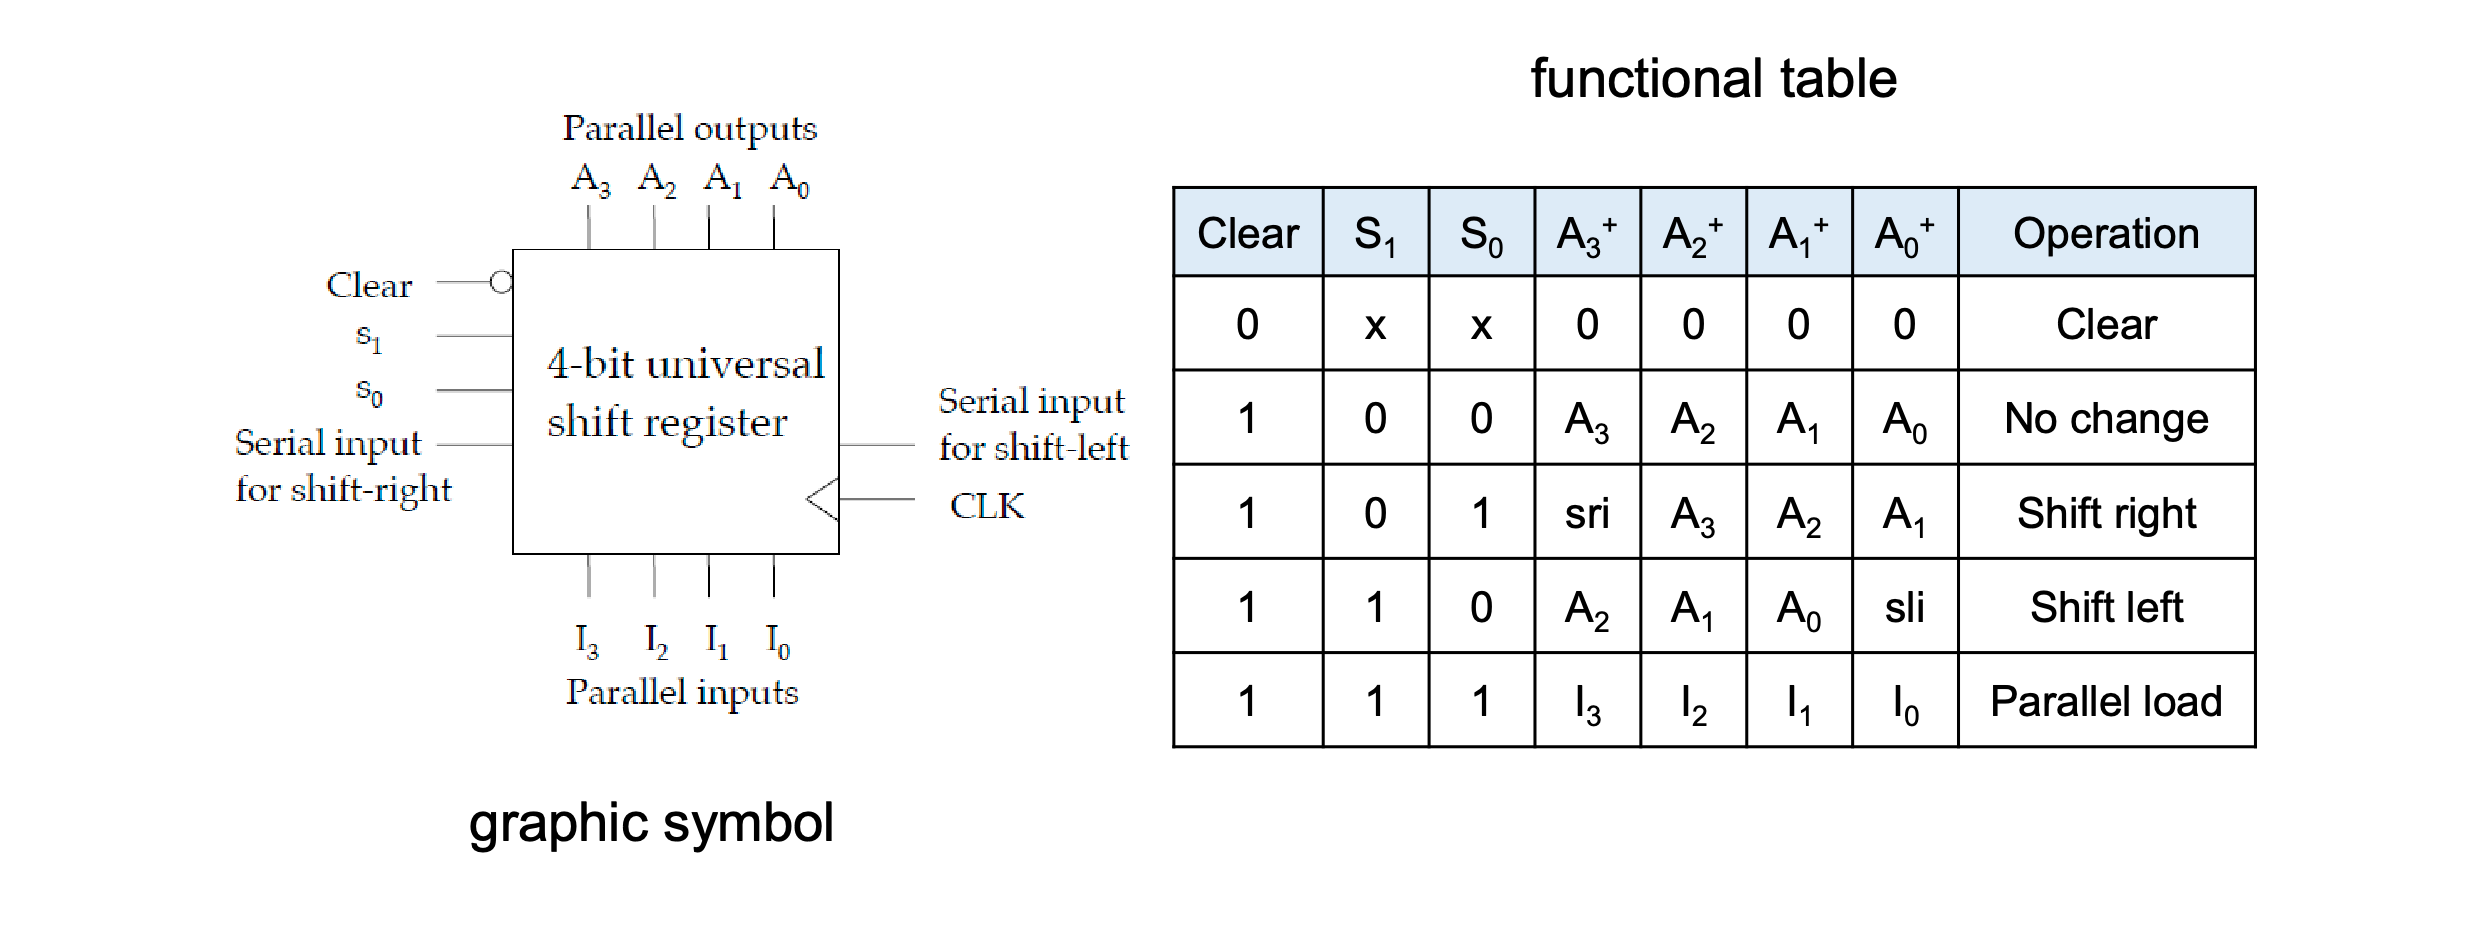 functional table
Parallel outputs
A₃ A₂ A₁ A₀
Clear
s₁
s₀
Serial input
for shift-right
4-bit universal
shift register
Serial input
for shift-left
CLK
I₃ I₂ I₁ I₀
Parallel inputs
graphic symbol
Clear S₁ S₀ A₃⁺ A₂⁺ A₁⁺ A₀⁺ Operation
0 x x 0 0 0 0 Clear
1 0 0 A₃ A₂ A₁ A₀ No change
1 0 1 sri A₃ A₂ A₁ Shift right
1 1 0 A₂ A₁ A₀ sli Shift left
1 1 1 I₃ I₂ I₁ I₀ Parallel load